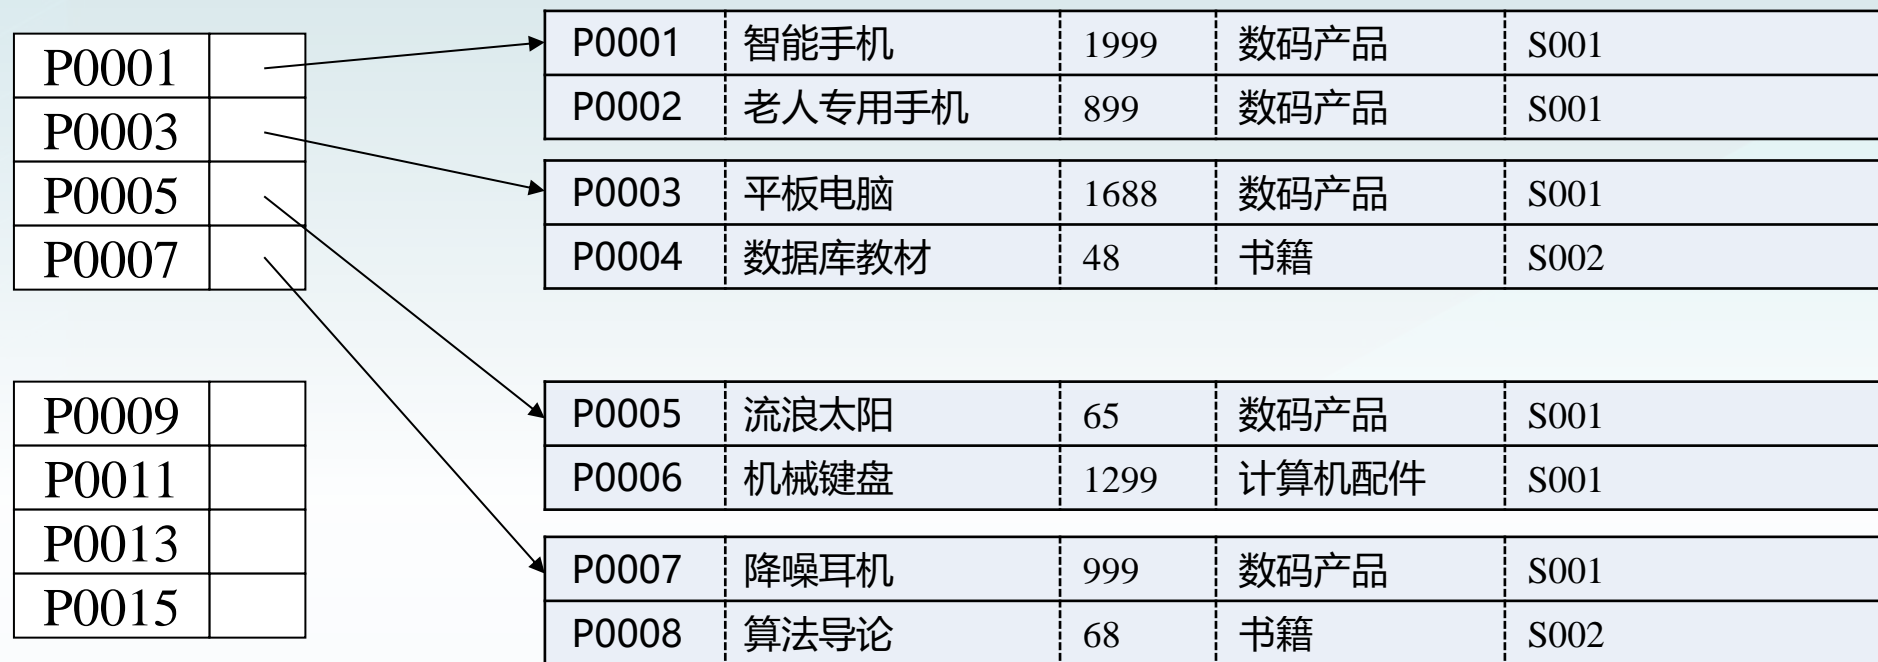 P0001
P0003
P0005
P0007
P0009
P0011
P0013
P0015
P0001 智能手机 1999 数码产品 S001
P0002 老人专用手机 899 数码产品 S001
P0003 平板电脑 1688 数码产品 S001
P0004 数据库教材 48 书籍 S002
P0005 流浪太阳 65 数码产品 S001
P0006 机械键盘 1299 计算机配件 S001
P0007 降噪耳机 999 数码产品 S001
P0008 算法导论 68 书籍 S002